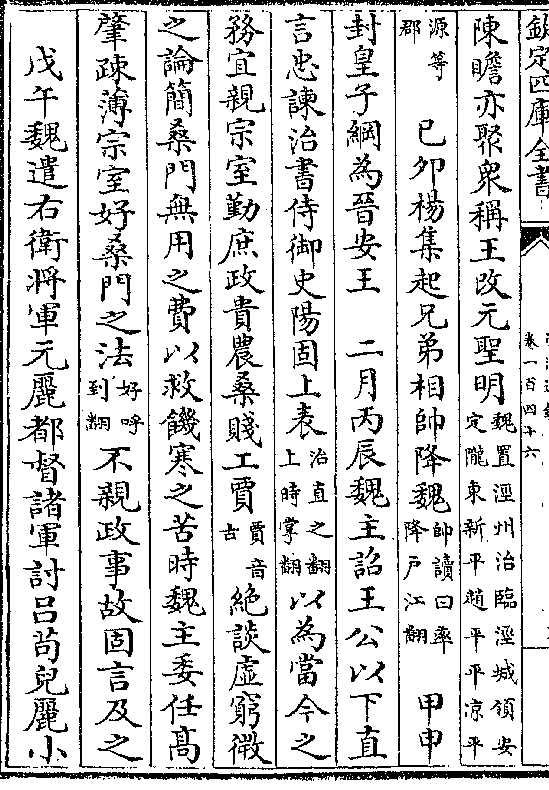 欽定四庫全書
卷一百四十六
陳瞻亦聚衆稱王改元聖明魏置涇州治臨涇城領安定隴東新平趙平平涼平
源等郡 己卯楊集起兄弟相帥降魏帥讀曰率降戸江翻 甲申
封皇子綱為晉安王 二月丙辰魏主詔王公以下直
言忠諫治書侍御史陽固上表治直之翻上時掌翻以為當今之
務宜親宗室勤庶政貴農桑賤工賈賈音古絶談虚窮微
之論簡桑門無用之費以救饑寒之苦時魏主委任髙
肇疎薄宗室好桑門之法好呼到翻不親政事故固言及之
戊午魏遣右衛將軍元麗都督諸軍討吕苟兒麗小